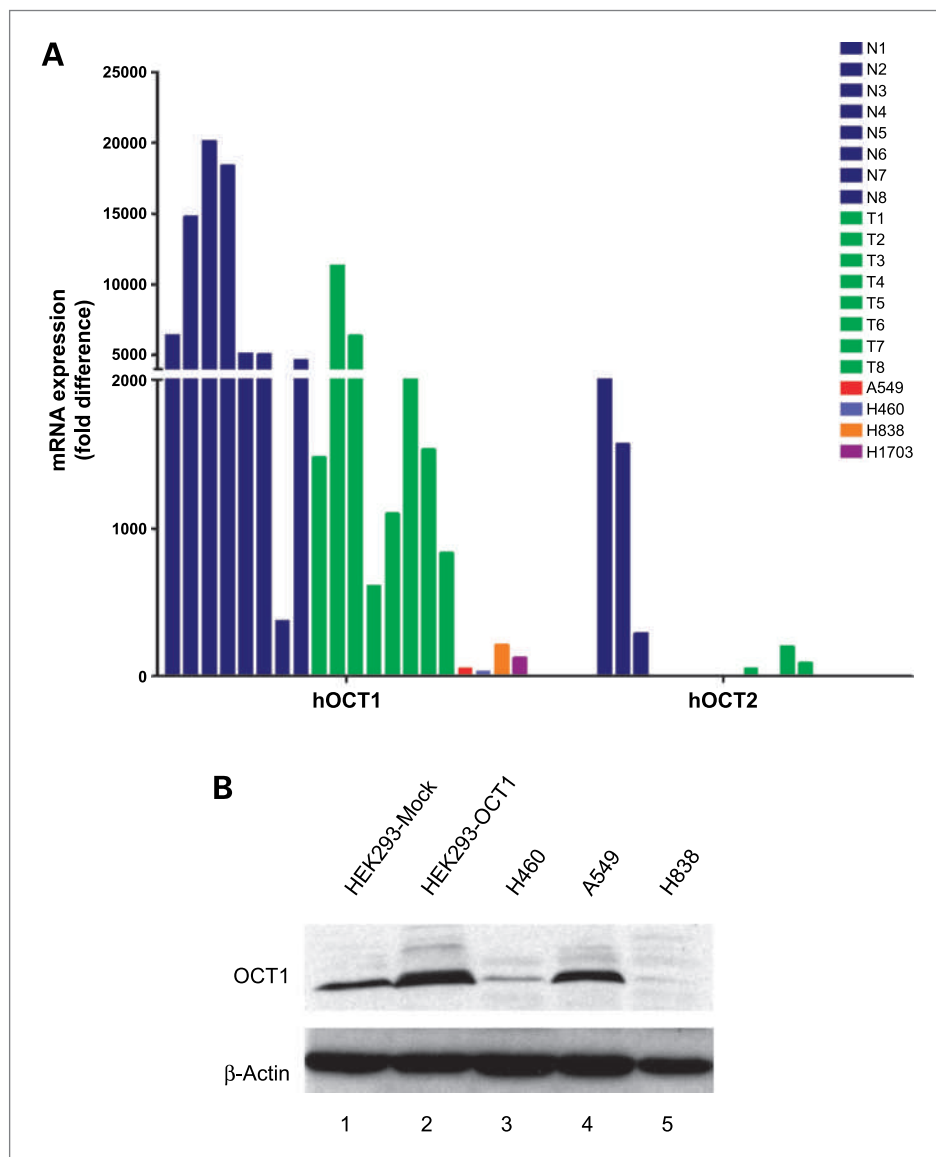 A
25000
20000
15000
10000
5000
2000
1000
0
mRNA expression
(fold difference)
hOCT1
hOCT2
N1
N2
N3
N4
N5
N6
N7
N8
T1
T2
T3
T4
T5
T6
T7
T8
A549
H460
H838
H1703
B
HEK293-Mock
HEK293-OCT1
H460
A549
H838
OCT1
β-Actin
1 2 3 4 5